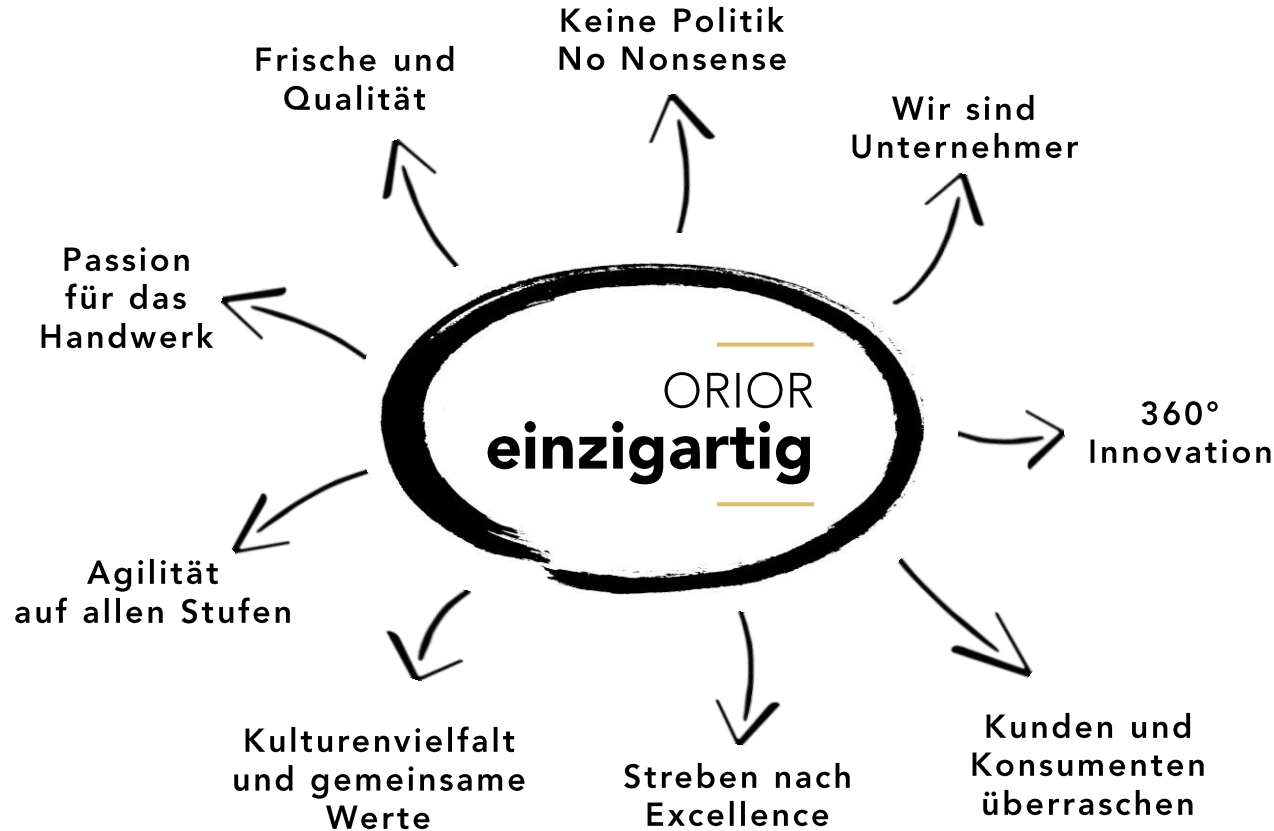 Keine Politik
No Nonsense
Frische und
Qualität
Wir sind
Unternehmer
Passion
für das
Handwerk
ORIOR
einzigartig
360°
Innovation
Agilität
auf allen Stufen
Kulturenvielfalt
und gemeinsame
Werte
Streben nach
Excellence
Kunden und
Konsumenten
überraschen